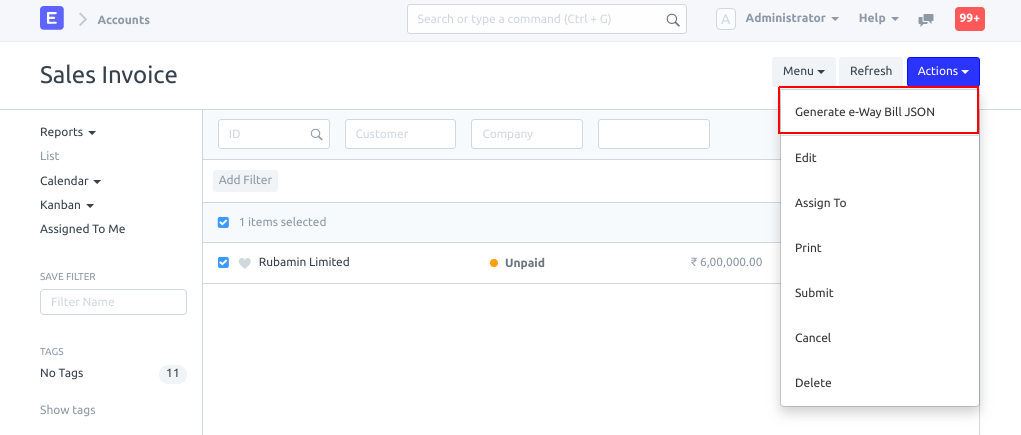 E Accounts Search or type a command (Ctrl + G) A Administrator Help 99+
Sales Invoice Menu Refresh Actions
Generate e-Way Bill JSON
Edit
Assign To
Print
Submit
Cancel
Delete
Reports
List
Calendar
Kanban
Assigned To Me
SAVE FILTER
Filter Name
TAGS
No Tags 11
Show tags
ID Customer Company
Add Filter
1 items selected
Rubamin Limited Unpaid ₹ 6,00,000.00